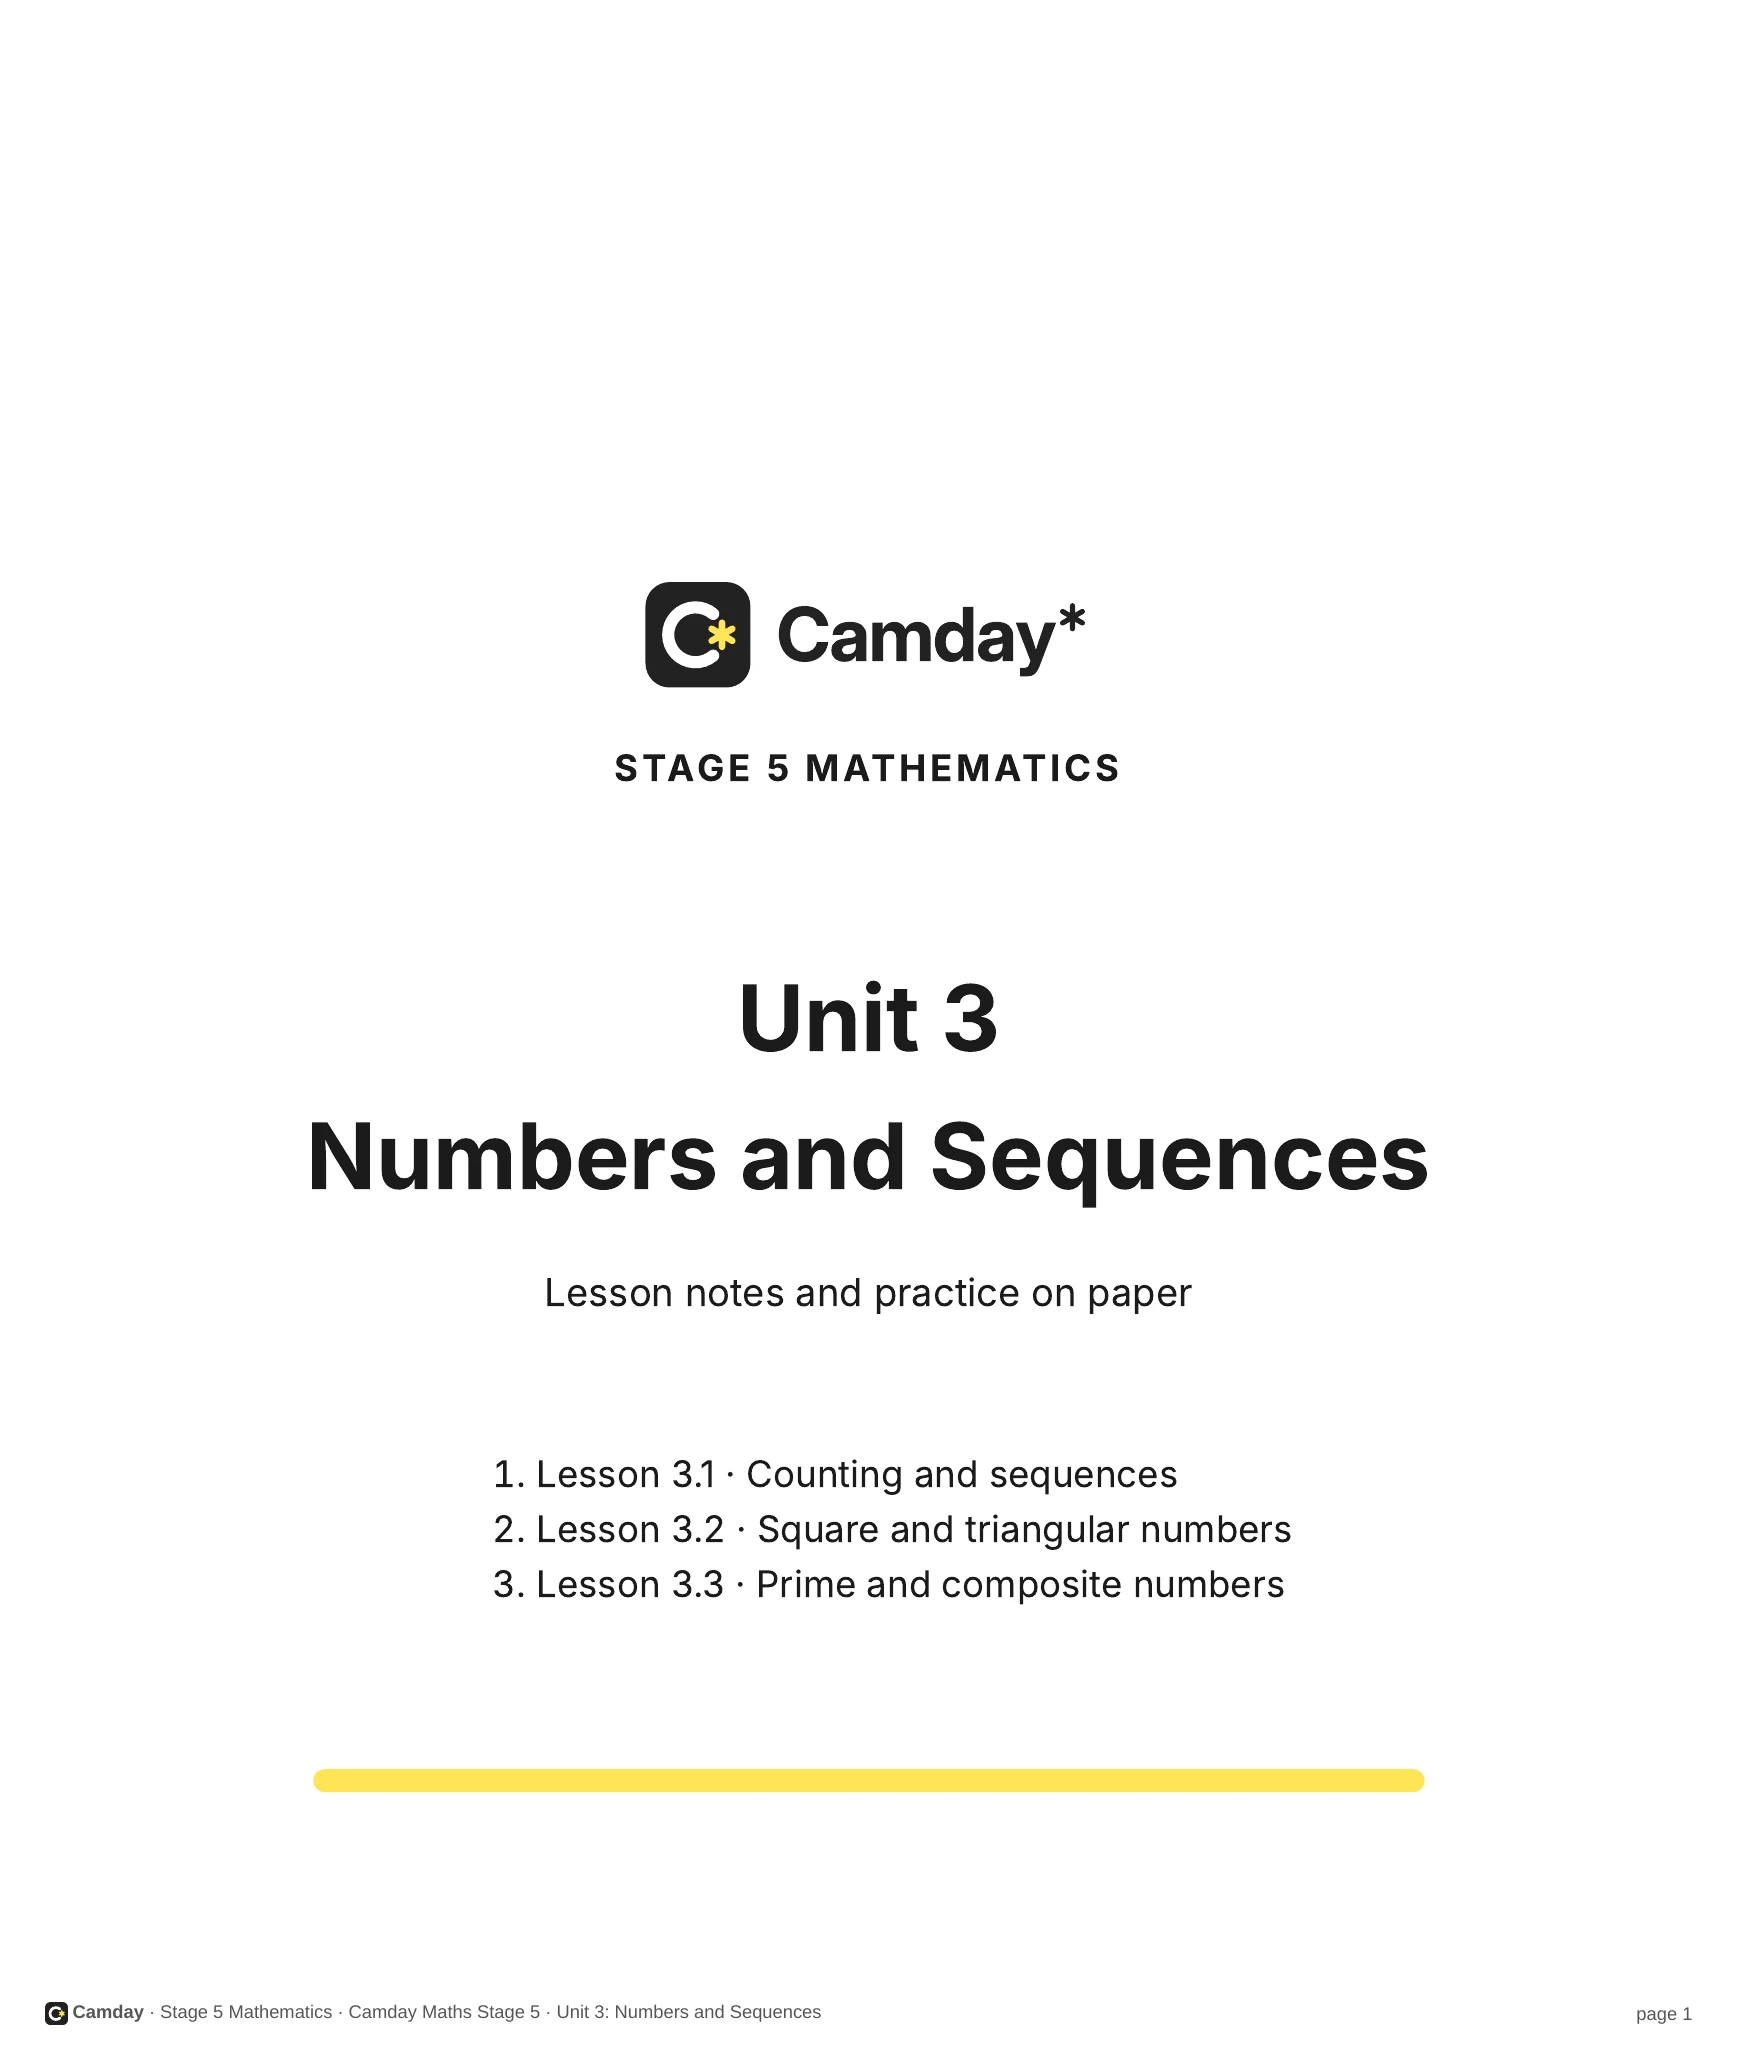 Camday*
STAGE 5 MATHEMATICS
Unit 3
Numbers and Sequences
Lesson notes and practice on paper
1. Lesson 3.1 · Counting and sequences
2. Lesson 3.2 · Square and triangular numbers
3. Lesson 3.3 · Prime and composite numbers
Camday · Stage 5 Mathematics · Camday Maths Stage 5 · Unit 3: Numbers and Sequences
page 1